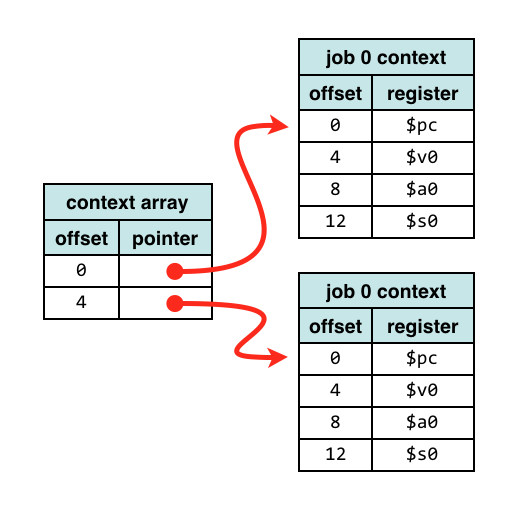 job 0 context
offset register
0 $pc
4 $v0
8 $a0
12 $s0
context array
offset pointer
0
4
job 0 context
offset register
0 $pc
4 $v0
8 $a0
12 $s0